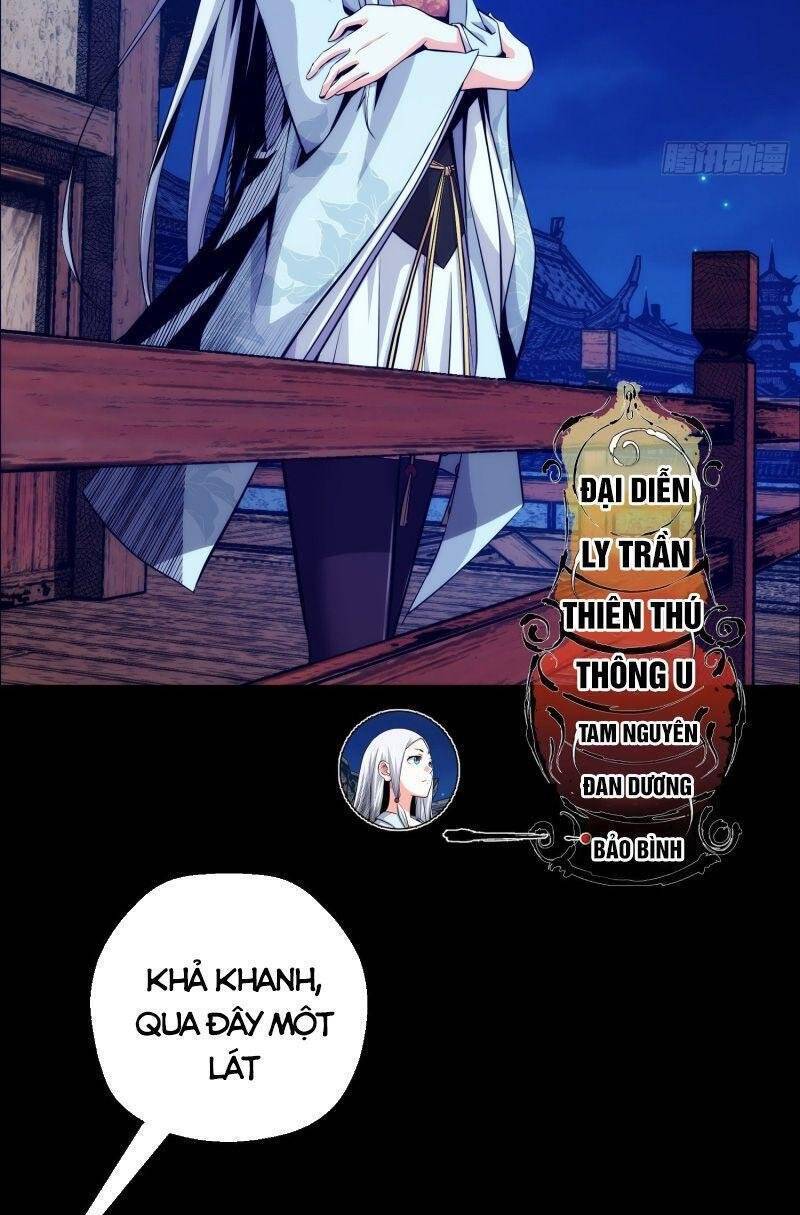 腾讯动漫
ĐẠI DIỄN
LY TRẦN
THIÊN THÚ
THÔNG U
TAM NGUYÊN
ĐAN DƯƠNG
BẢO BÌNH
KHẢ KHANH,
QUA ĐÂY MỘT
LÁT